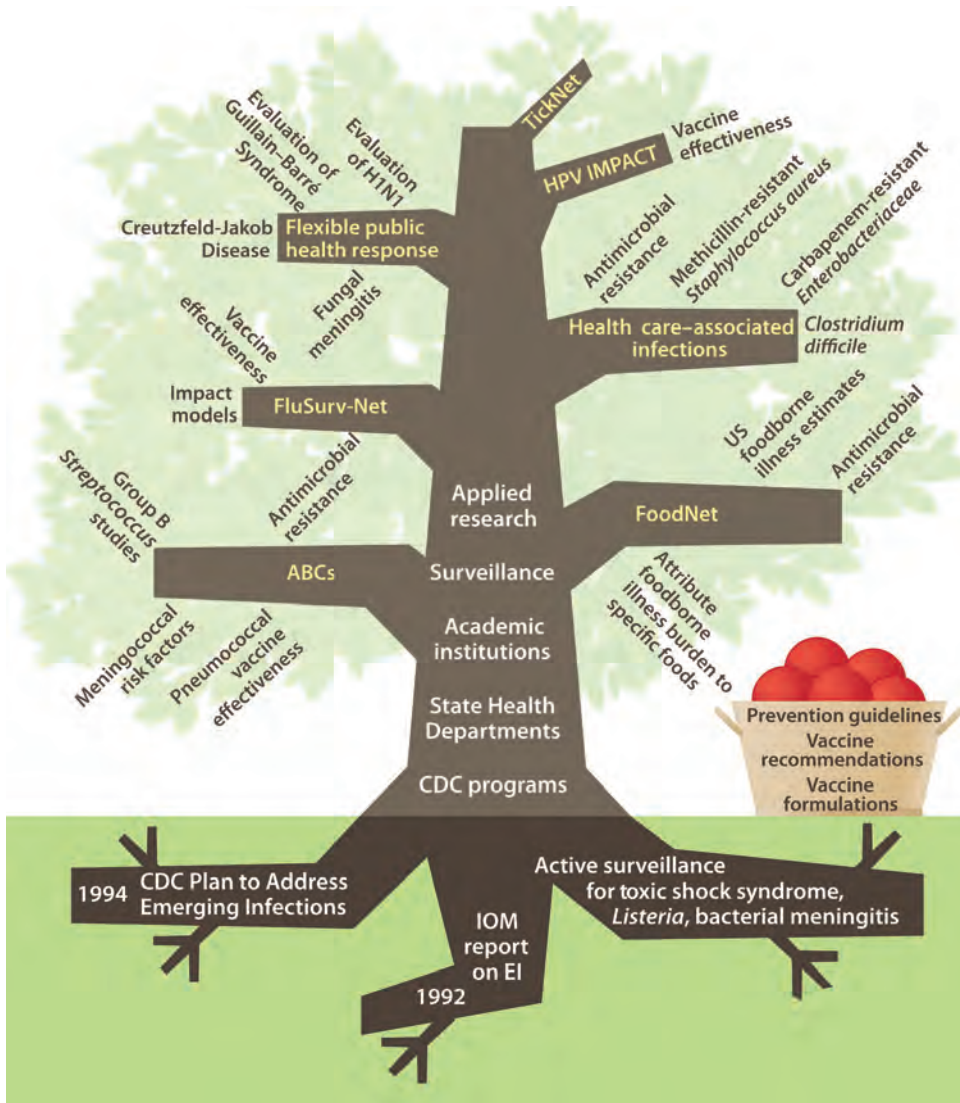 TickNet
HPV IMPACT
Vaccine
effectiveness
Evaluation of
Guillain–Barré
Syndrome
Evaluation
of H1N1
Creutzfeld-Jakob
Disease
Flexible public
health response
Fungal
meningitis
Antimicrobial
resistance
Methicillin-resistant
Staphylococcus aureus
Carbapenem-resistant
Enterobacteriaceae
Health care–associated
infections
Clostridium
difficile
Vaccine
effectiveness
Impact
models
FluSurv-Net
US
foodborne
illness estimates
Antimicrobial
resistance
Applied
research
FoodNet
Group B
Streptococcus
studies
Antimicrobial
resistance
ABCs
Surveillance
Attribute
foodborne
illness burden to
specific foods
Meningococcal
risk factors
Pneumococcal
vaccine
effectiveness
Academic
institutions
State Health
Departments
CDC programs
Prevention guidelines
Vaccine
recommendations
Vaccine
formulations
1994
CDC Plan to Address
Emerging Infections
IOM
report
on EI
1992
Active surveillance
for toxic shock syndrome,
Listeria, bacterial meningitis